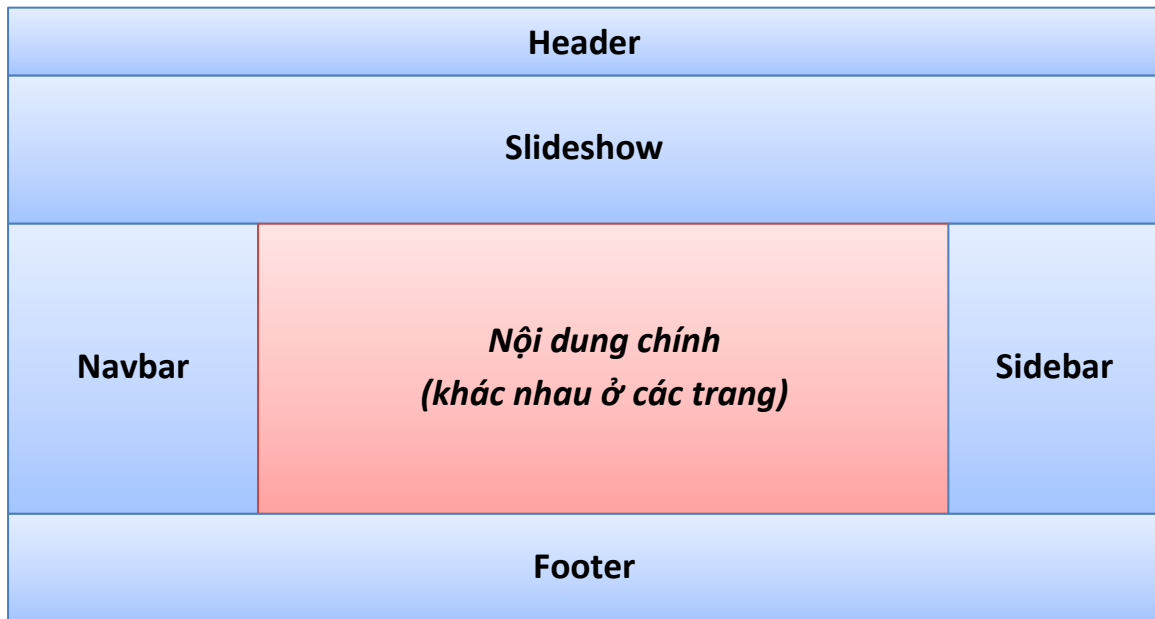 Header
Slideshow
Navbar
Nội dung chính
(khác nhau ở các trang)
Sidebar
Footer